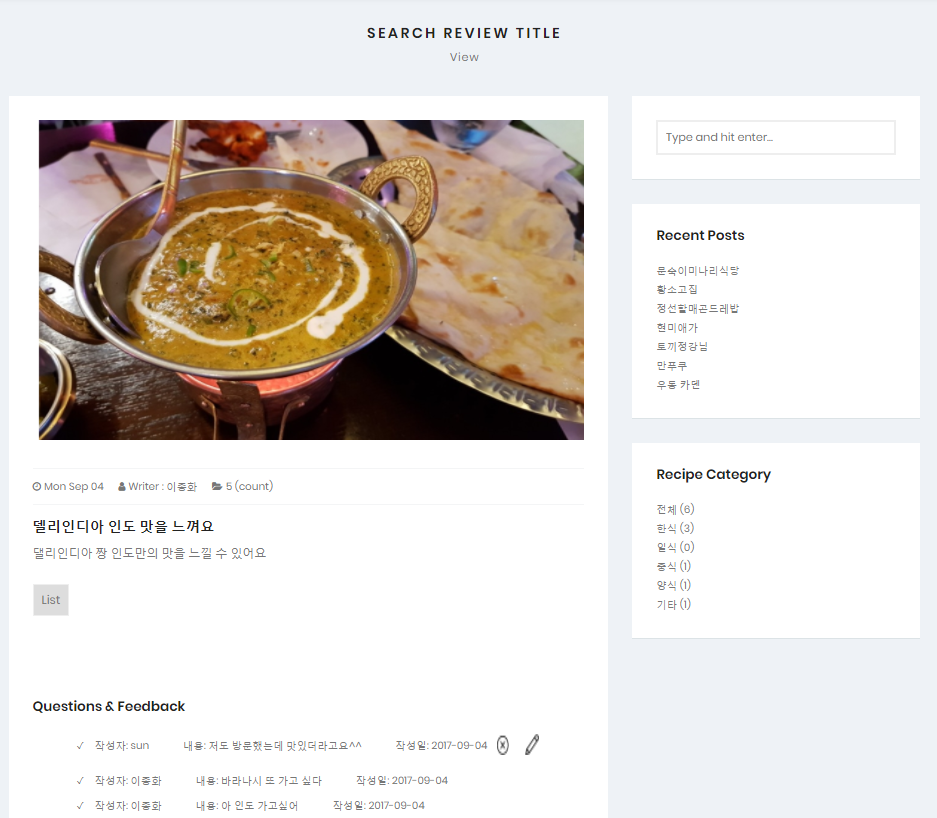 SEARCH REVIEW TITLE
View
Mon Sep 04 Writer : 이종화 5 (count)
델리인디아 인도 맛을 느껴요
댈리인디아 짱 인도만의 맛을 느낄 수 있어요
List
Questions & Feedback
✓ 작성자: sun 내용: 저도 방문했는데 맛있더라고요^^ 작성일: 2017-09-04
✓ 작성자: 이종화 내용: 바라나시 또 가고 싶다 작성일: 2017-09-04
✓ 작성자: 이종화 내용: 아 인도 가고싶어 작성일: 2017-09-04
Type and hit enter...
Recent Posts
문숙이미나리식당
황소고집
정선할매곤드레밥
현미애가
토끼정강남
만푸쿠
우동 카덴
Recipe Category
전체 (6)
한식 (3)
일식 (0)
중식 (1)
양식 (1)
기타 (1)